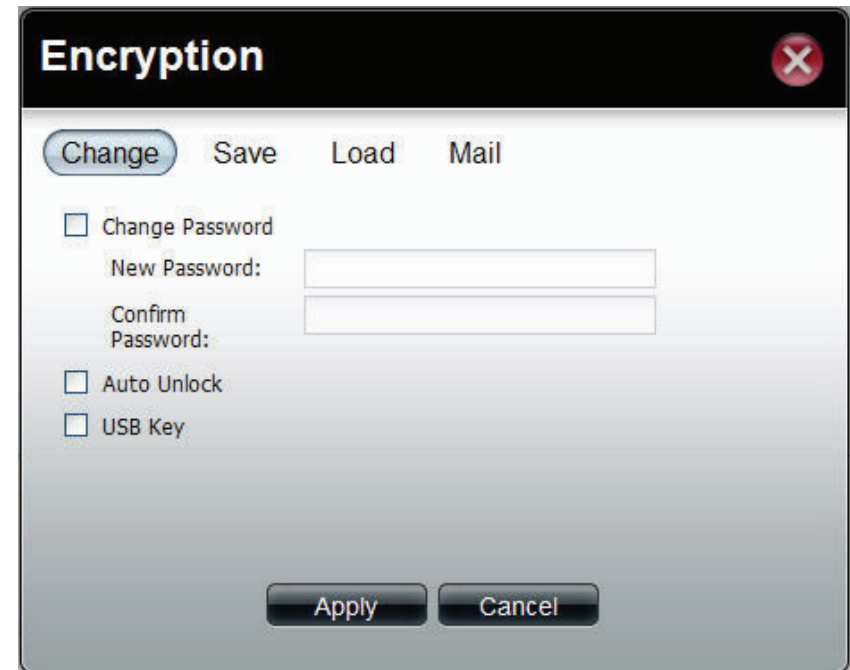 Encryption
Change Save Load Mail
Change Password
New Password:
Confirm
Password:
Auto Unlock
USB Key
Apply Cancel